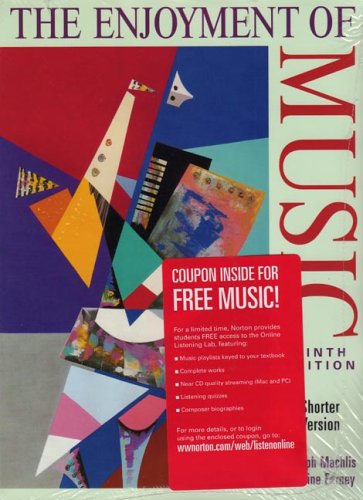 THE ENJOYMENT OF
MUSIC
COUPON INSIDE FOR
FREE MUSIC!
For a limited time, Norton provides
students FREE access to the Online
Listening Lab, featuring:
• Music playlists keyed to your textbook
• Complete works
• Near CD quality streaming (Mac and PC)
• Listening quizzes
• Composer biographies
For more details, or to login
using the enclosed coupon, go to:
wwnorton.com/web/listenonline
Shorter
Machlis